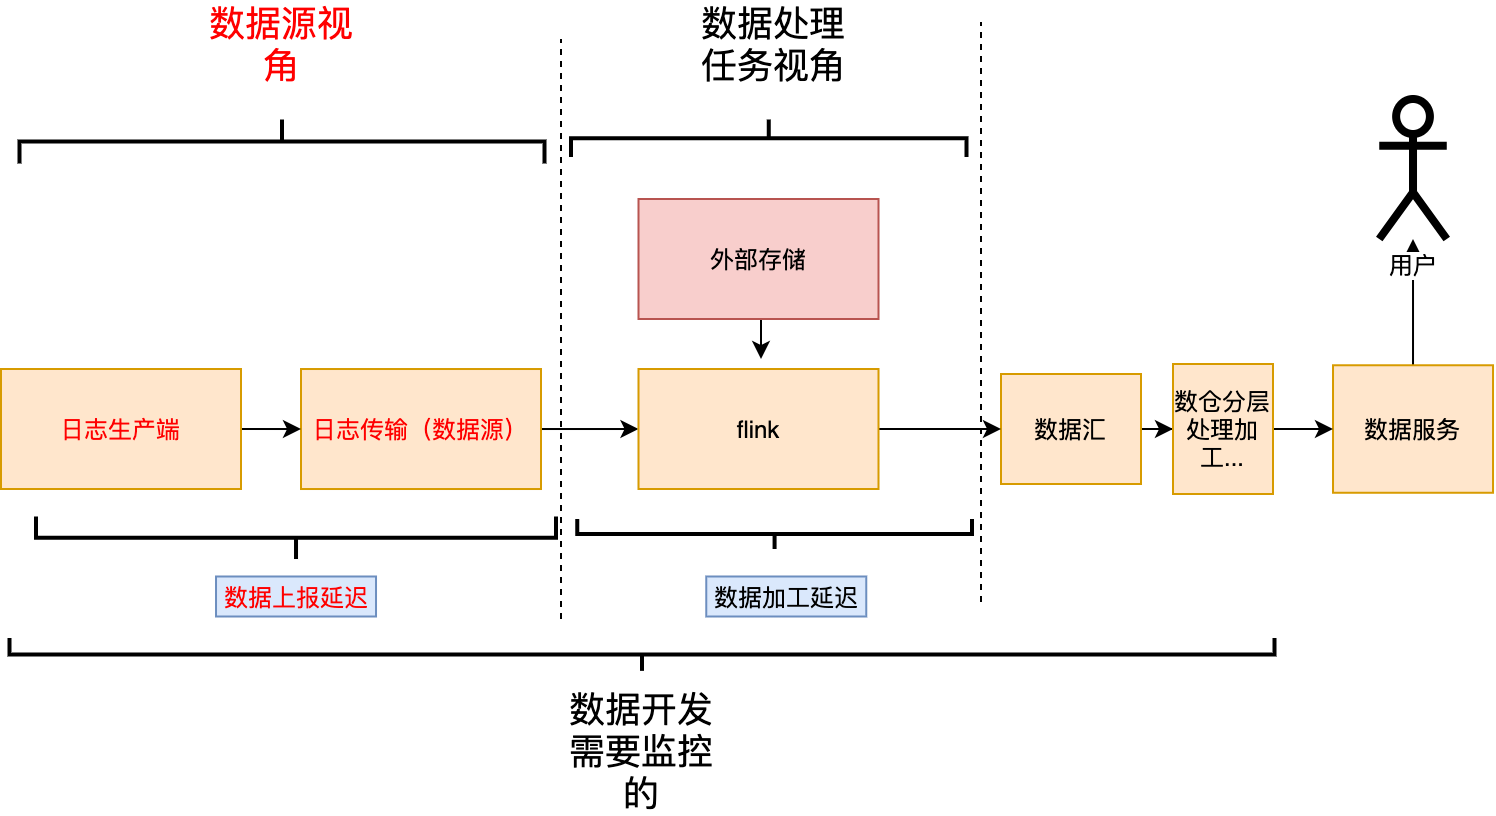 数据源视
角
数据处理
任务视角
外部存储
用户
日志生产端
日志传输（数据源）
flink
数据汇
数仓分层
处理加
工...
数据服务
数据上报延迟
数据加工延迟
数据开发
需要监控
的